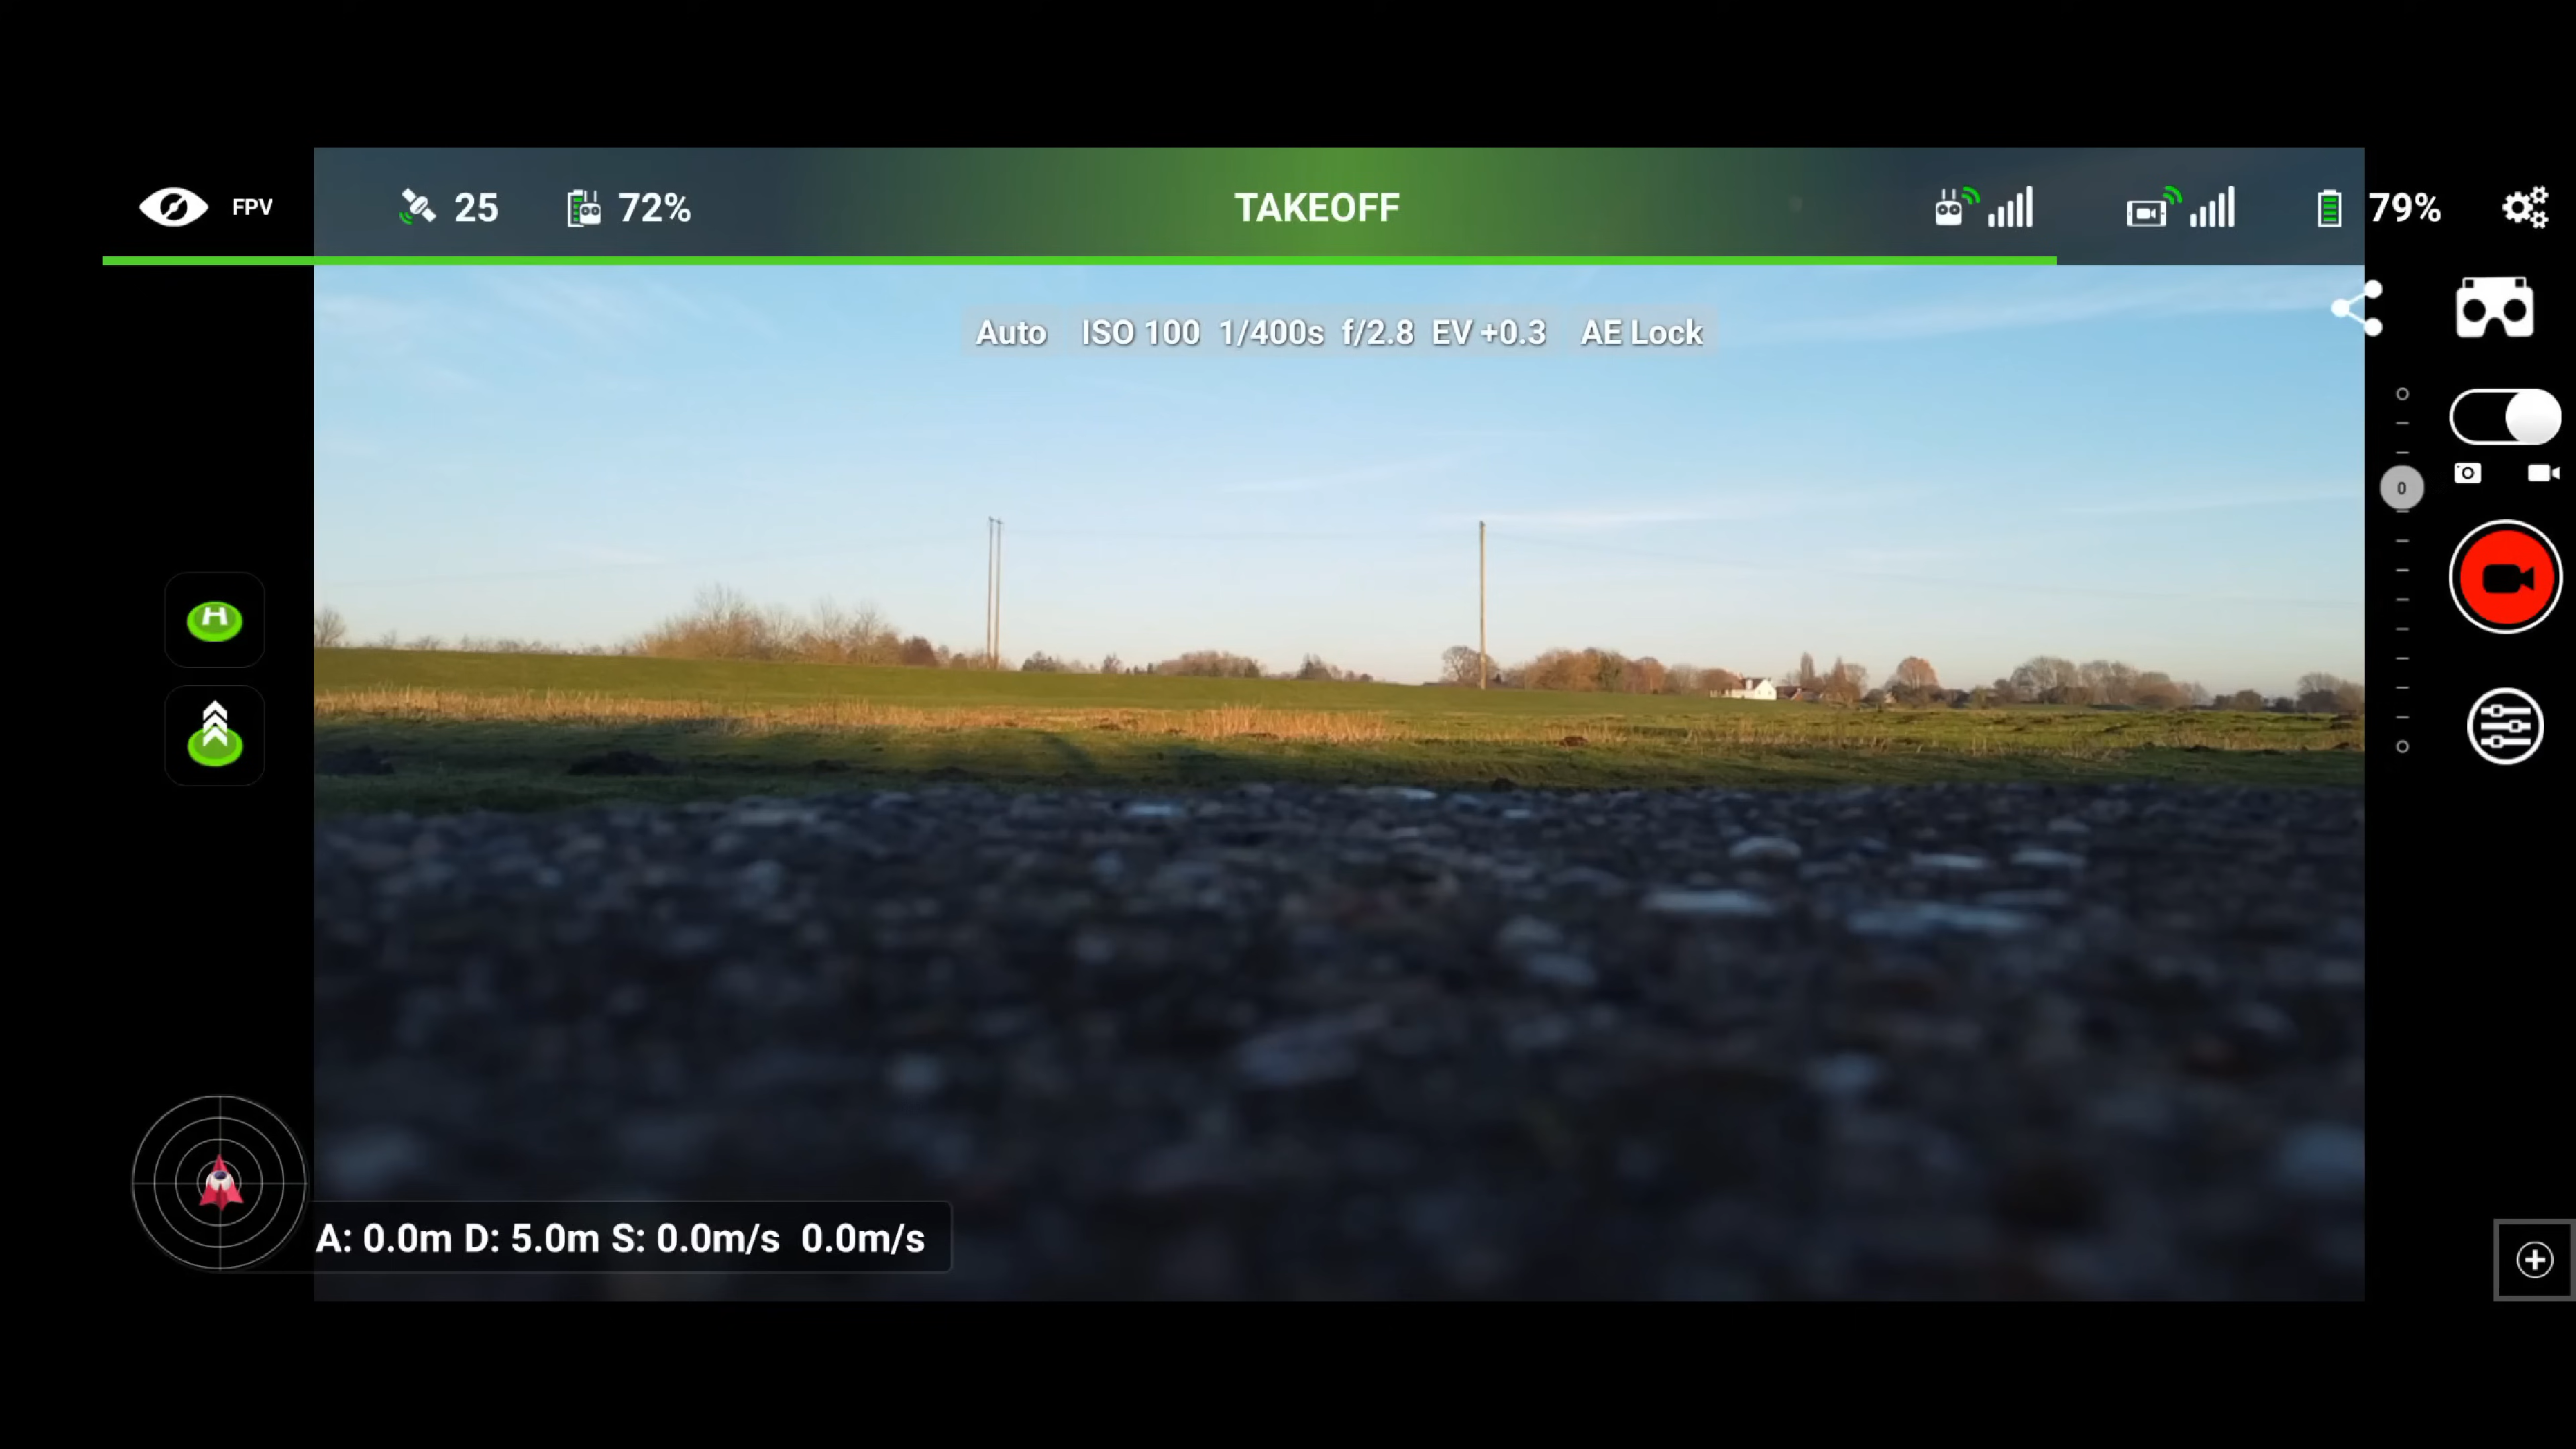 FPV 25 72% TAKEOFF 79%
Auto ISO 100 1/400s f/2.8 EV +0.3 AE Lock
0
H
A: 0.0m D: 5.0m S: 0.0m/s 0.0m/s